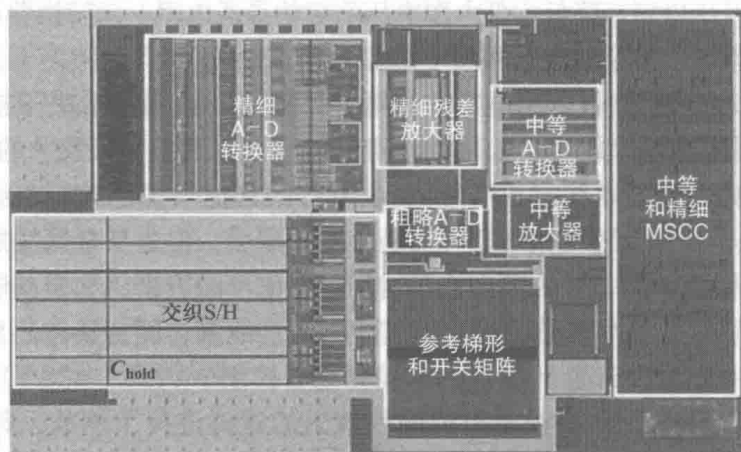 精细
A-D
转换器
精细残差
放大器
中等
A-D
转换器
中等
和精细
MSCC
粗略A-D
转换器
中等
放大器
交织S/H
参考梯形
和开关矩阵
Chold